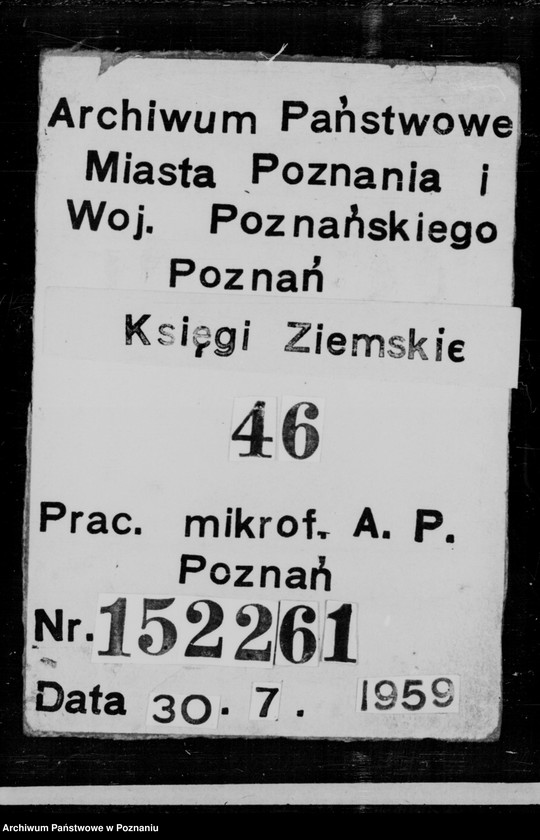 Archiwum Państwowe
Miasta Poznania i
Woj. Poznańskiego
Poznań
Księgi Ziemskie
46
Prac. mikrof. A. P.
Poznań
Nr. 152261
Data 30. 7. 1959
Archiwum Państwowe w Poznaniu